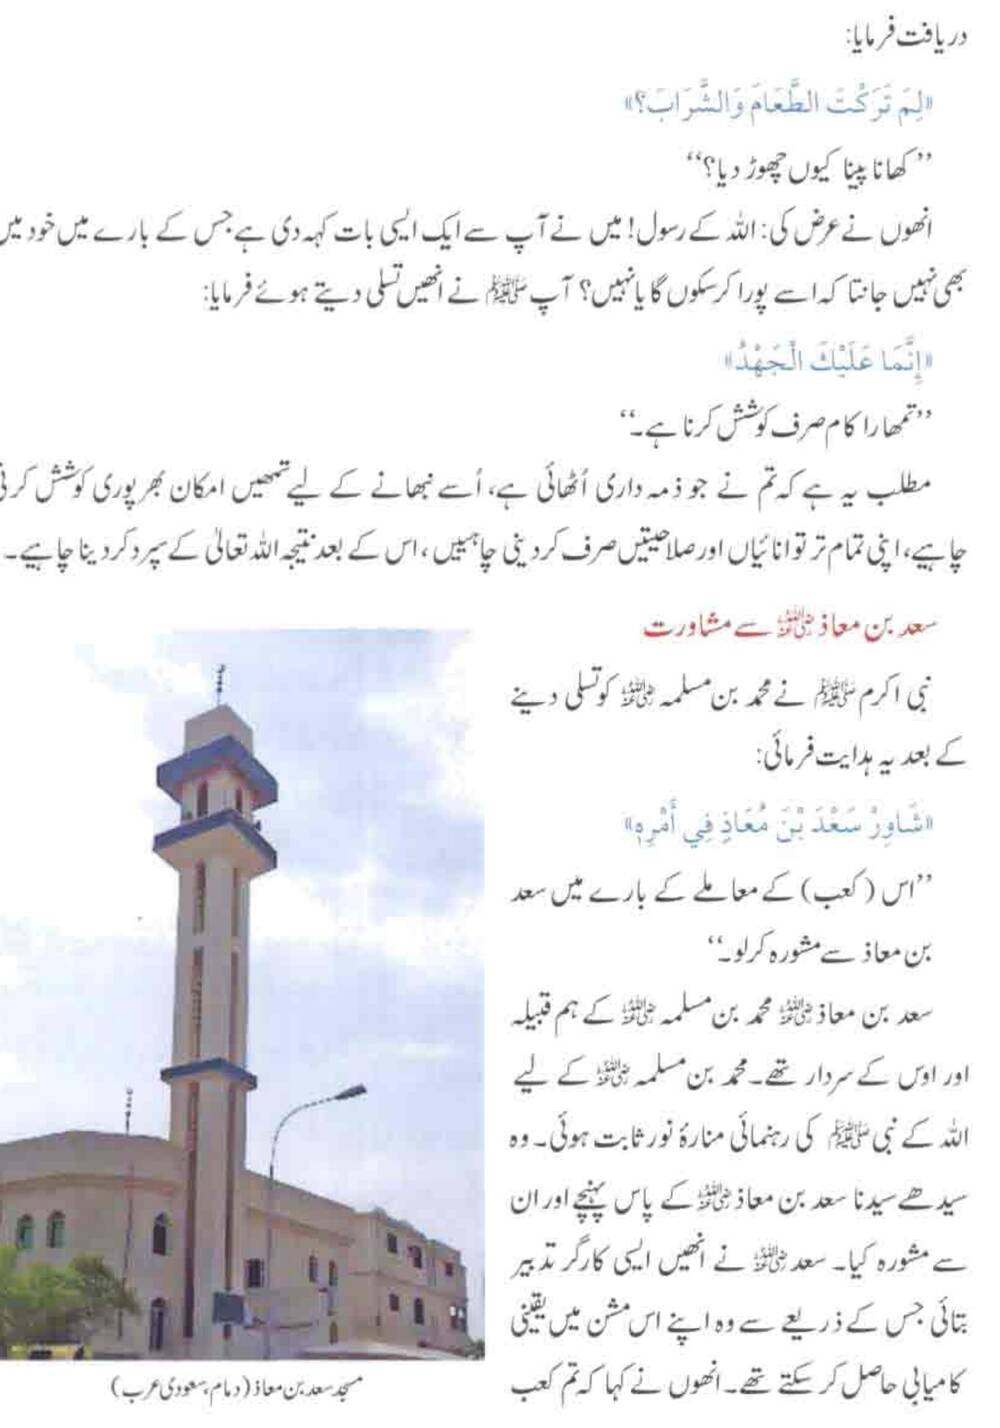 دریافت فرمایا:
«لِمَ تَرَكْتَ الطَّعَامَ وَالشَّرَابَ؟»
’’کھانا پینا کیوں چھوڑ دیا؟‘‘
انھوں نے عرض کی: اللہ کے رسول! میں نے آپ سے ایک ایسی بات کہہ دی ہے جس کے بارے میں خود میں
بھی نہیں جانتا کہ اسے پورا کر سکوں گا یا نہیں؟ آپ ﷺ نے انھیں تسلی دیتے ہوئے فرمایا:
«إِنَّمَا عَلَيْكَ الْجَهْدُ»
’’تمھارا کام صرف کوشش کرنا ہے۔‘‘
مطلب یہ ہے کہ تم نے جو ذمہ داری اُٹھائی ہے، اُسے نبھانے کے لیے تمھیں امکان بھر پوری کوشش کرنی
چاہیے، اپنی تمام تر توانائیاں اور صلاحیتیں صرف کر دینی چاہییں، اس کے بعد نتیجہ اللہ تعالیٰ کے سپرد کر دینا چاہیے۔
سعد بن معاذ رضی اللہ عنہ سے مشاورت
نبی اکرم ﷺ نے محمد بن مسلمہ رضی اللہ عنہ کو تسلی دینے
کے بعد یہ ہدایت فرمائی:
«شَاوِرْ سَعْدَ بْنَ مُعَاذٍ فِي أَمْرِهِ»
’’اس (کعب) کے معاملے کے بارے میں سعد
بن معاذ سے مشورہ کر لو۔‘‘
سعد بن معاذ رضی اللہ عنہ محمد بن مسلمہ رضی اللہ عنہ کے ہم قبیلہ
اور اوس کے سردار تھے۔ محمد بن مسلمہ رضی اللہ عنہ کے لیے
اللہ کے نبی ﷺ کی رہنمائی منارۂ نور ثابت ہوئی۔ وہ
سیدھے سیدنا سعد بن معاذ رضی اللہ عنہ کے پاس پہنچے اور ان
سے مشورہ کیا۔ سعد رضی اللہ عنہ نے انھیں ایسی کارگر تدبیر
بتائی جس کے ذریعے سے وہ اپنے اس مشن میں یقینی
کامیابی حاصل کر سکتے تھے۔ انھوں نے کہا کہ تم کعب
مسجد سعد بن معاذ (دمام، سعودی عرب)